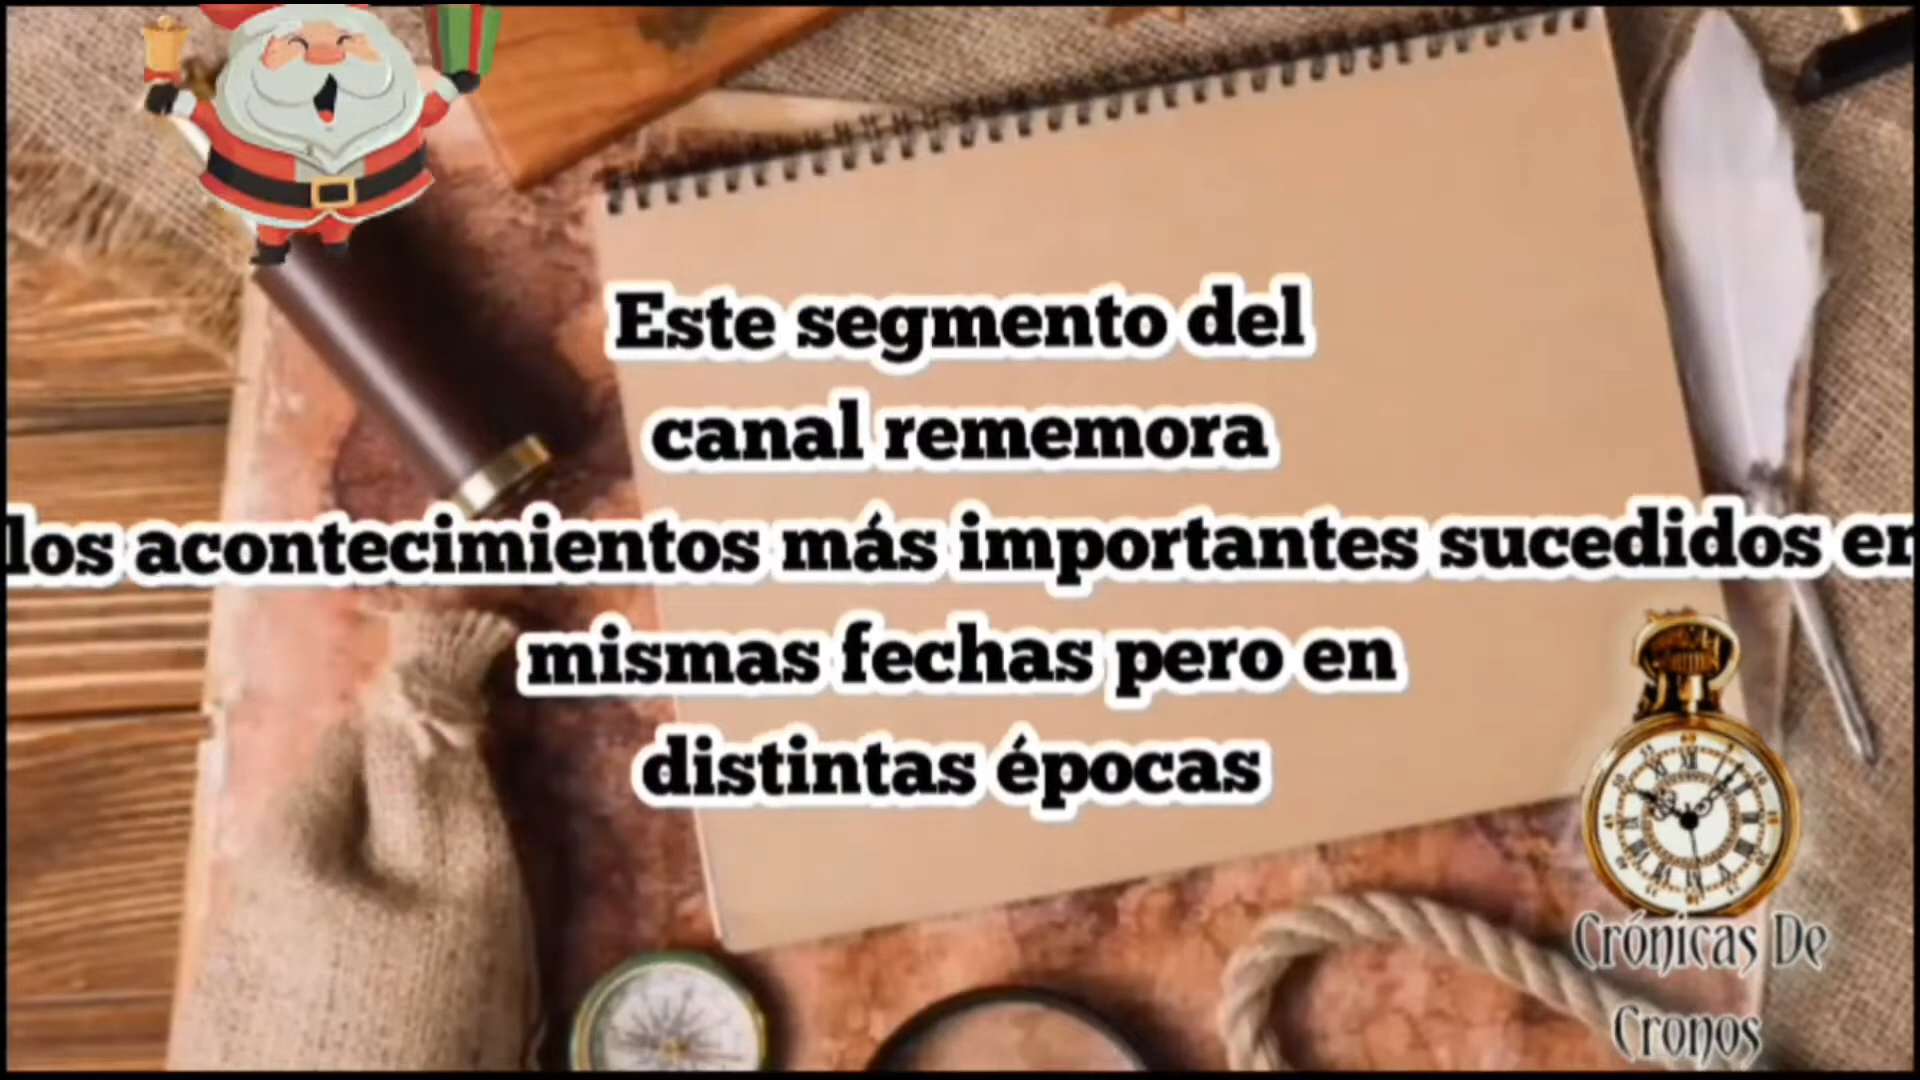 Este segmento del
canal rememora
los acontecimientos más importantes sucedidos en
mismas fechas pero en
distintas épocas
Crónicas De
Cronos